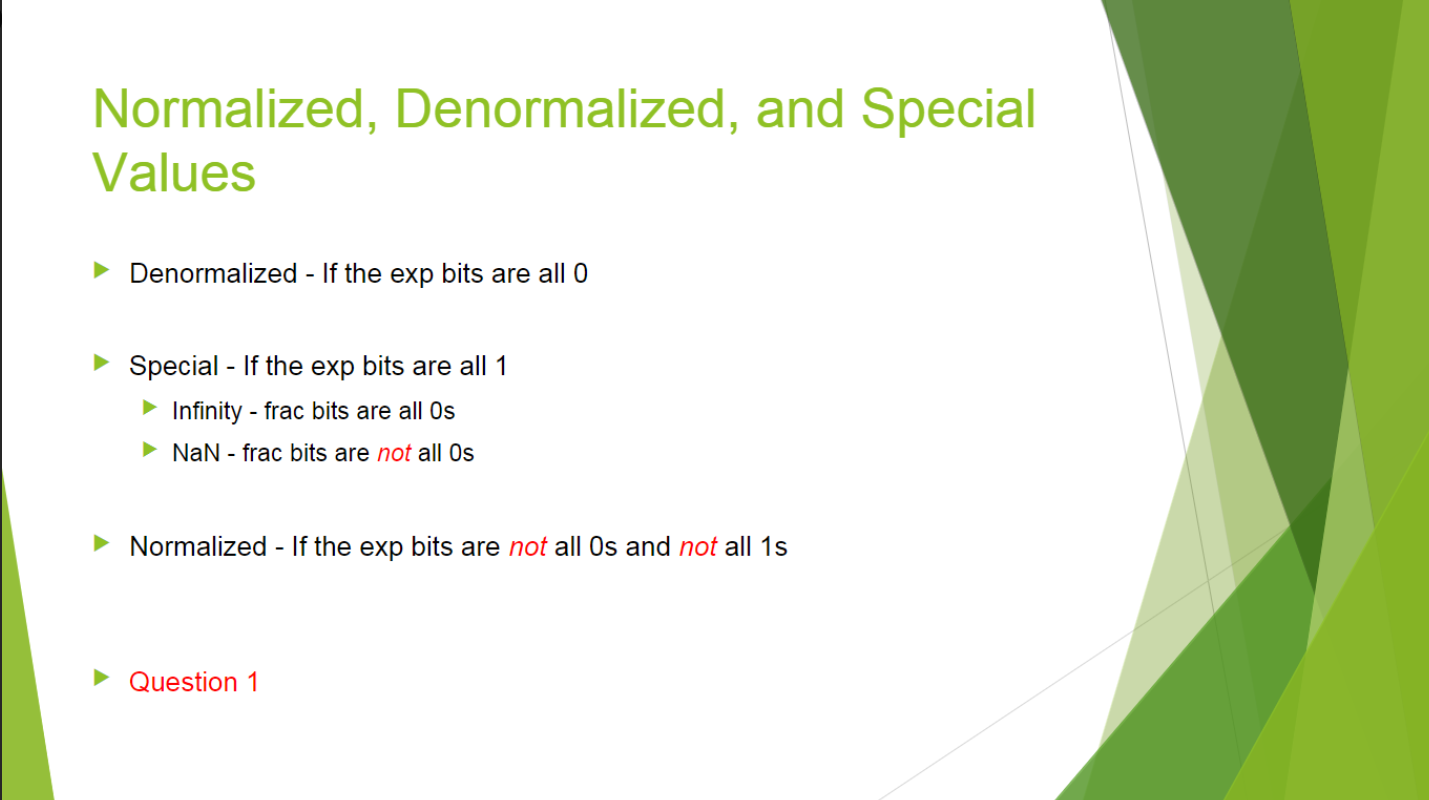 Normalized, Denormalized, and Special
Values
Denormalized - If the exp bits are all 0
Special - If the exp bits are all 1
Infinity - frac bits are all 0s
NaN - frac bits are not all 0s
Normalized - If the exp bits are not all 0s and not all 1s
Question 1